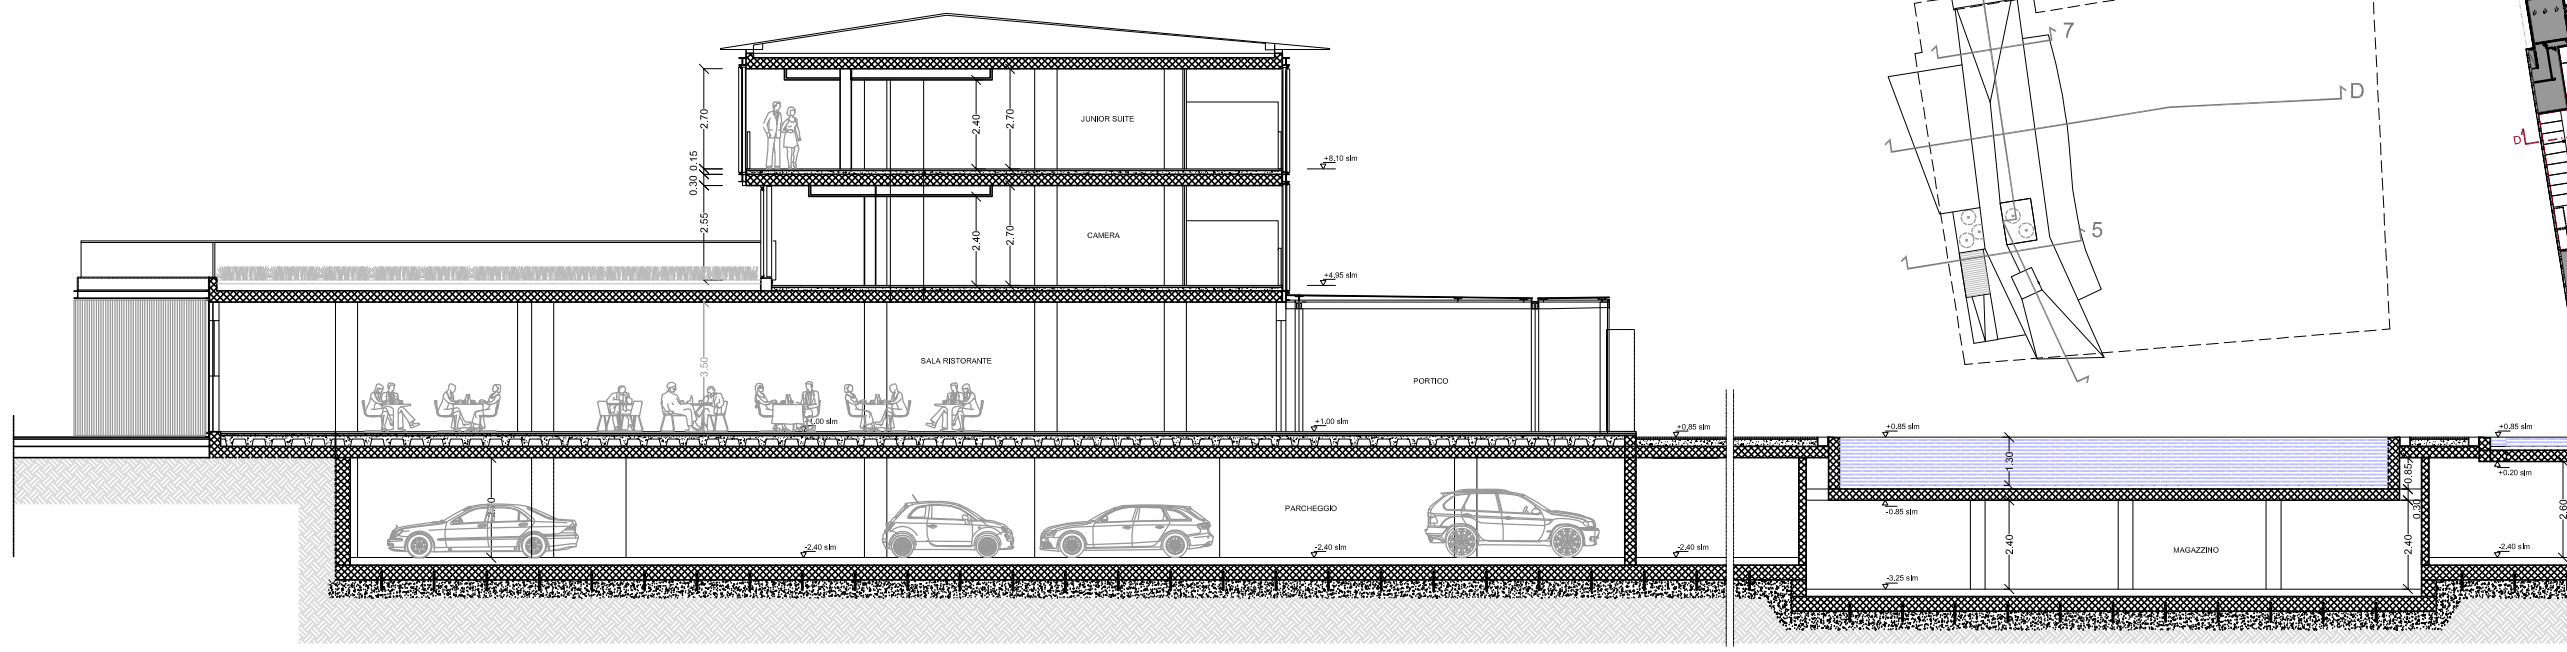 7
D
5
D
2.70
0.15
0.30
2.55
2.40
2.70
JUNIOR SUITE
+8.10 slm
2.40
2.70
CAMERA
+4.95 slm
3.50
SALA RISTORANTE
PORTICO
+1.00 slm
+1.00 slm
+0.85 slm
+0.85 slm
+0.85 slm
1.30
0.85
+0.20 slm
PARCHEGGIO
-0.85 slm
0.30
2.60
-2.40 slm
-2.40 slm
-2.40 slm
2.40
MAGAZZINO
2.40
-2.40 slm
-3.25 slm